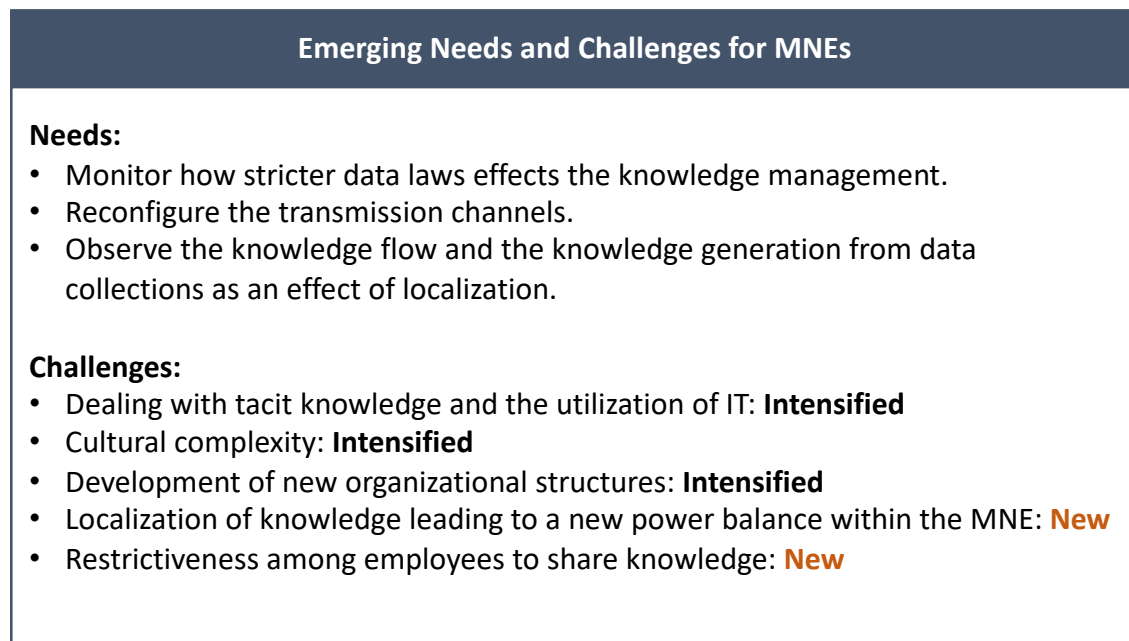 Emerging Needs and Challenges for MNEs
Needs:
• Monitor how stricter data laws effects the knowledge management.
• Reconfigure the transmission channels.
• Observe the knowledge flow and the knowledge generation from data
collections as an effect of localization.
Challenges:
• Dealing with tacit knowledge and the utilization of IT: Intensified
• Cultural complexity: Intensified
• Development of new organizational structures: Intensified
• Localization of knowledge leading to a new power balance within the MNE: New
• Restrictiveness among employees to share knowledge: New